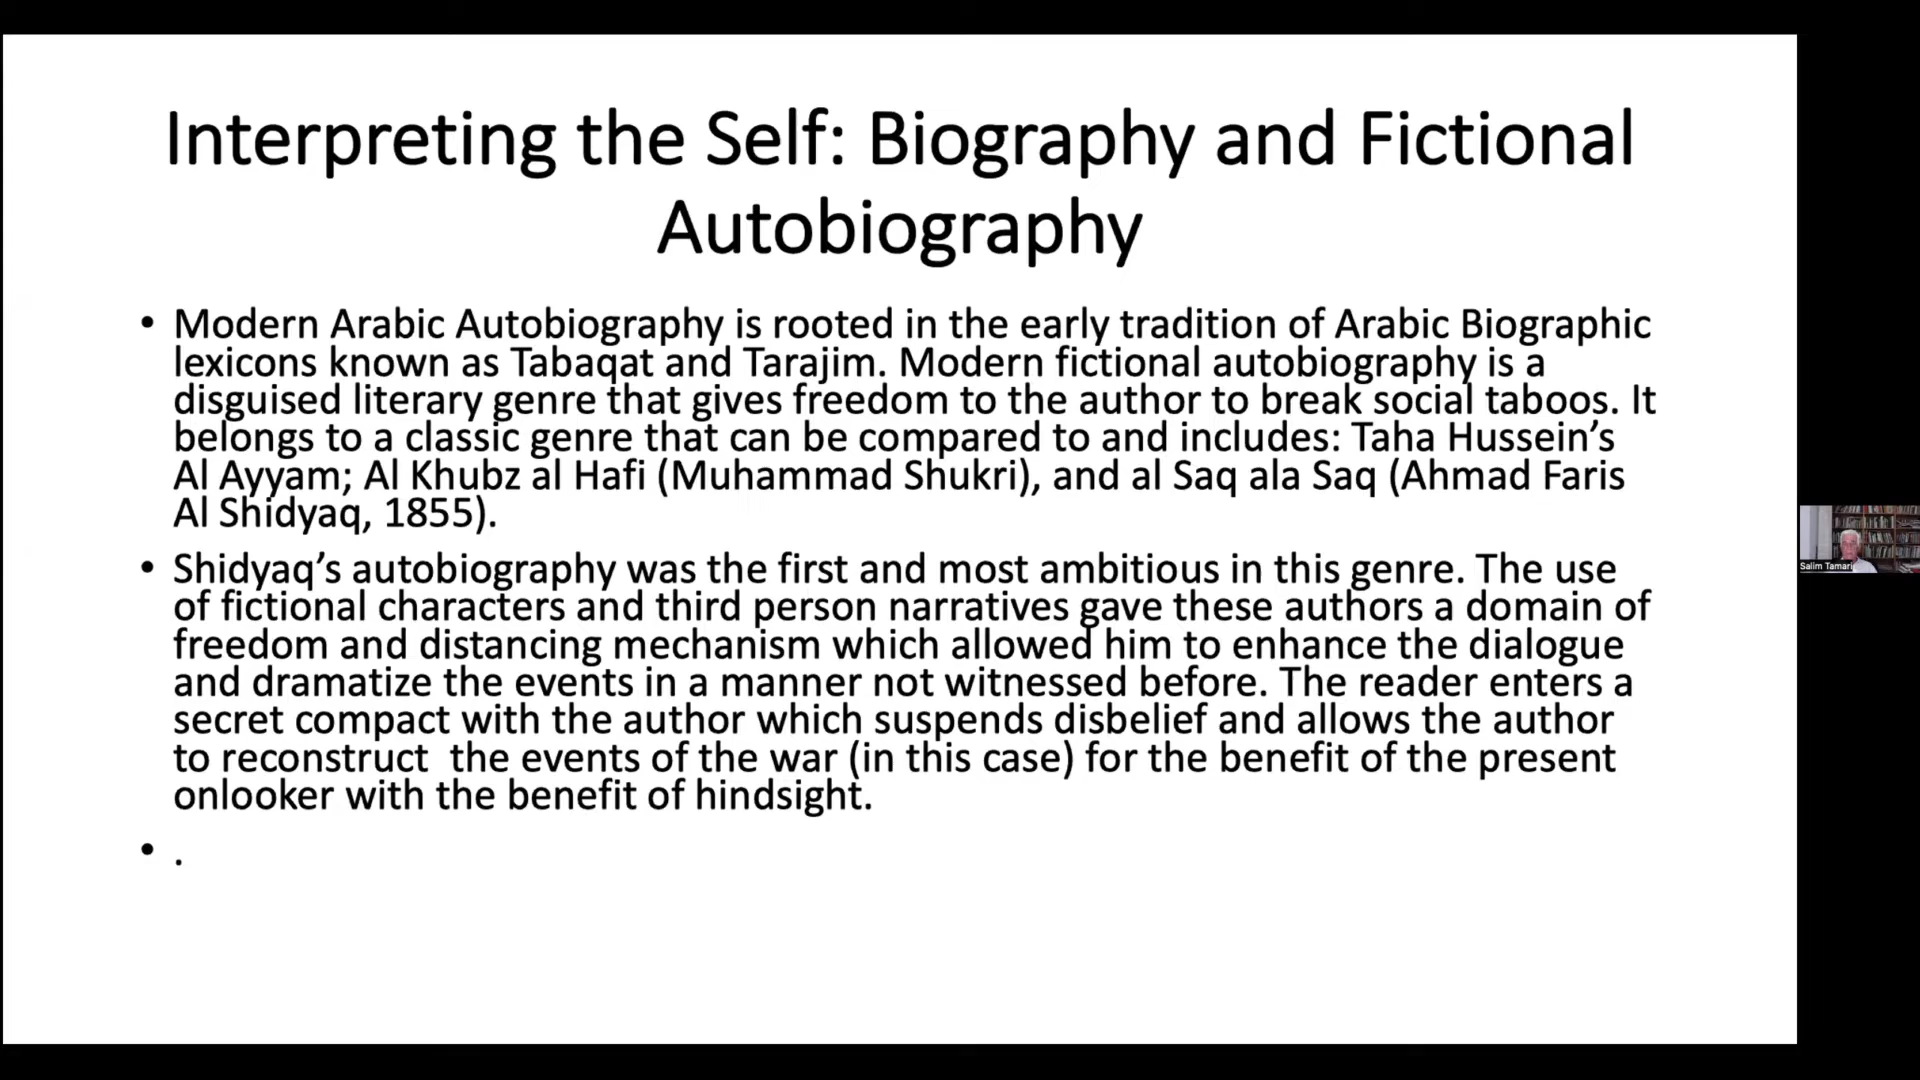 Interpreting the Self: Biography and Fictional
Autobiography
• Modern Arabic Autobiography is rooted in the early tradition of Arabic Biographic
lexicons known as Tabaqat and Tarajim. Modern fictional autobiography is a
disguised literary genre that gives freedom to the author to break social taboos. It
belongs to a classic genre that can be compared to and includes: Taha Hussein’s
Al Ayyam; Al Khubz al Hafi (Muhammad Shukri), and al Saq ala Saq (Ahmad Faris
Al Shidyaq, 1855).
• Shidyaq’s autobiography was the first and most ambitious in this genre. The use
of fictional characters and third person narratives gave these authors a domain of
freedom and distancing mechanism which allowed him to enhance the dialogue
and dramatize the events in a manner not witnessed before. The reader enters a
secret compact with the author which suspends disbelief and allows the author
to reconstruct  the events of the war (in this case) for the benefit of the present
onlooker with the benefit of hindsight.
• .
Salim Tamari